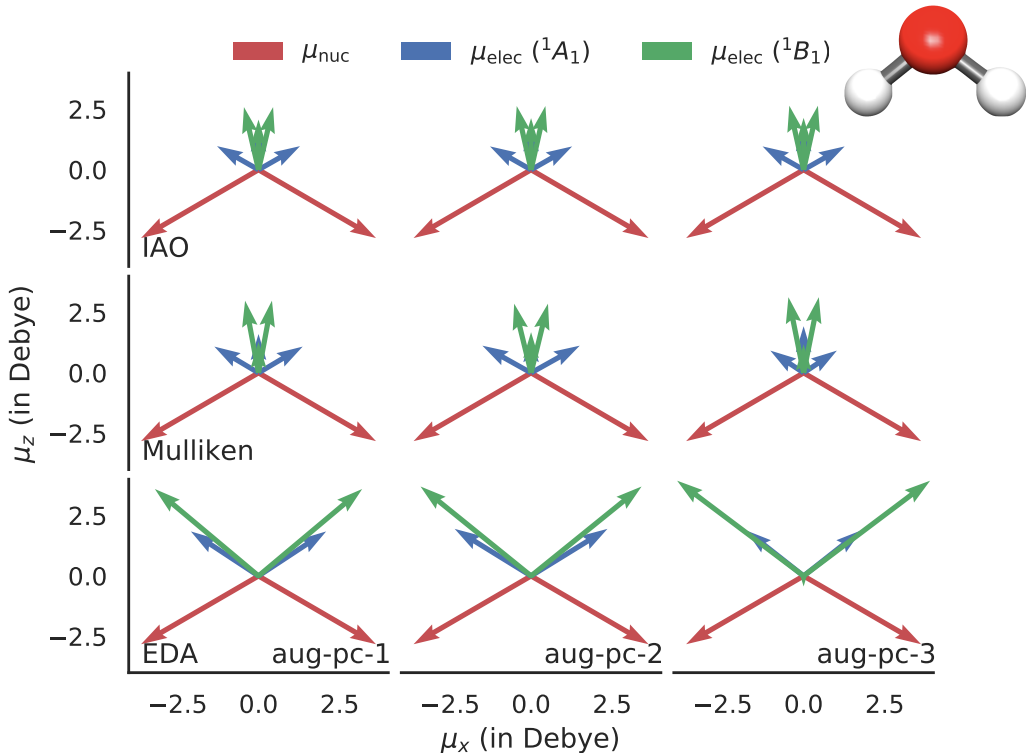 μnuc μelec (¹A₁) μelec (¹B₁)
2.5
0.0
−2.5
IAO
2.5
0.0
−2.5
Mulliken
μz (in Debye)
2.5
0.0
−2.5
EDA aug-pc-1 aug-pc-2 aug-pc-3
−2.5 0.0 2.5 −2.5 0.0 2.5 −2.5 0.0 2.5
μx (in Debye)